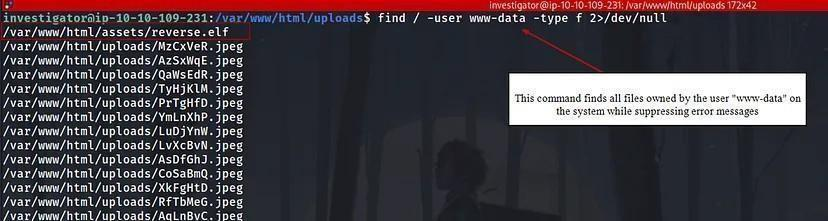 investigator@ip-10-10-109-231: /var/www/html/uploads 172x42
investigator@ip-10-10-109-231:/var/www/html/uploads$ find / -user www-data -type f 2>/dev/null
/var/www/html/assets/reverse.elf
/var/www/html/uploads/MzCxVeR.jpeg
/var/www/html/uploads/AzSxWqE.jpeg
/var/www/html/uploads/QaWsEdR.jpeg
/var/www/html/uploads/TyHjKlM.jpeg
/var/www/html/uploads/PrTgHfD.jpeg
/var/www/html/uploads/YmLnXhP.jpeg
/var/www/html/uploads/LuDjYnW.jpeg
/var/www/html/uploads/LvXcBvN.jpeg
/var/www/html/uploads/AsDfGhJ.jpeg
/var/www/html/uploads/CoSaBmQ.jpeg
/var/www/html/uploads/XkFgHtD.jpeg
/var/www/html/uploads/RfTbMeG.jpeg
/var/www/html/uploads/AqLnBvC.jpeg
This command finds all files owned by the user "www-data" on
the system while suppressing error messages